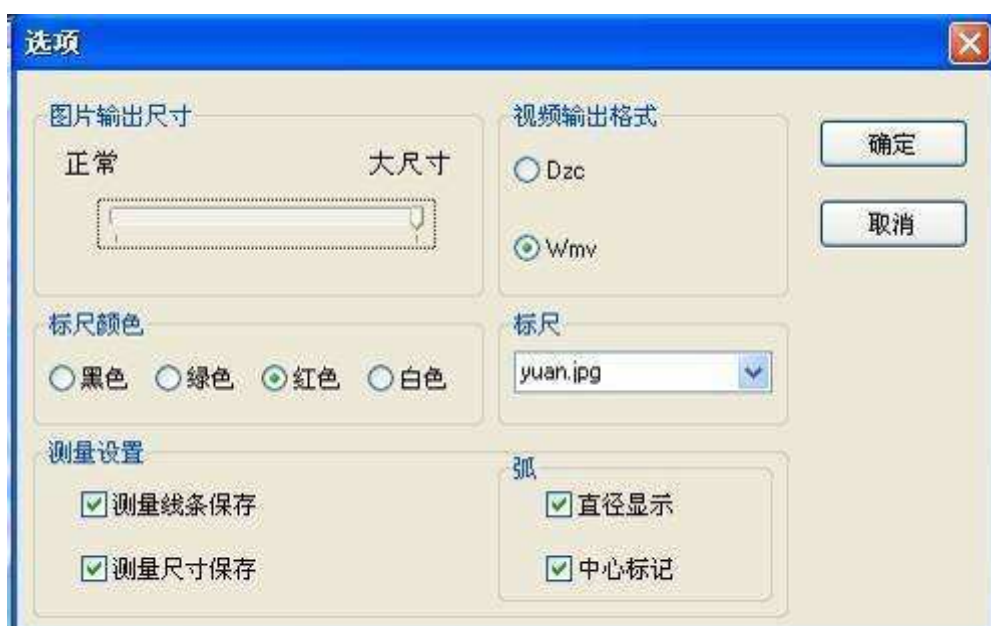 选项
图片输出尺寸
正常 大尺寸
视频输出格式
Dzc
Wmv
确定
取消
标尺颜色
黑色 绿色 红色 白色
标尺
yuan.jpg
测量设置
测量线条保存
测量尺寸保存
弧
直径显示
中心标记